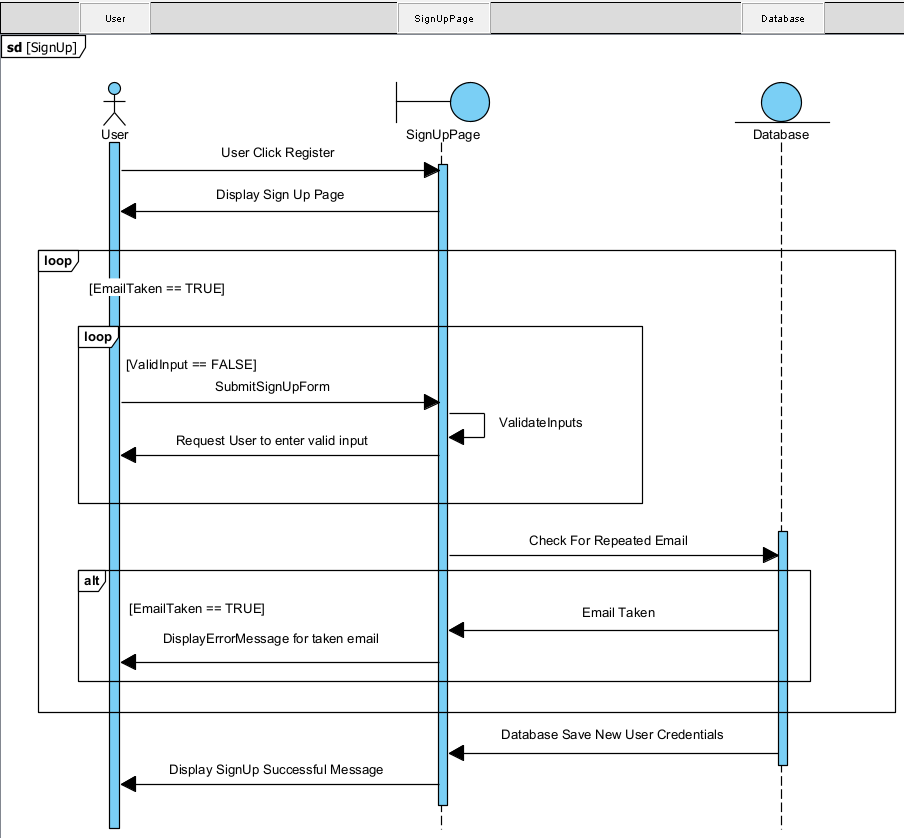 User
SignUpPage
Database
sd [SignUp]
User
SignUpPage
Database
User Click Register
Display Sign Up Page
loop
[EmailTaken == TRUE]
loop
[ValidInput == FALSE]
SubmitSignUpForm
ValidateInputs
Request User to enter valid input
Check For Repeated Email
alt
[EmailTaken == TRUE]
Email Taken
DisplayErrorMessage for taken email
Database Save New User Credentials
Display SignUp Successful Message